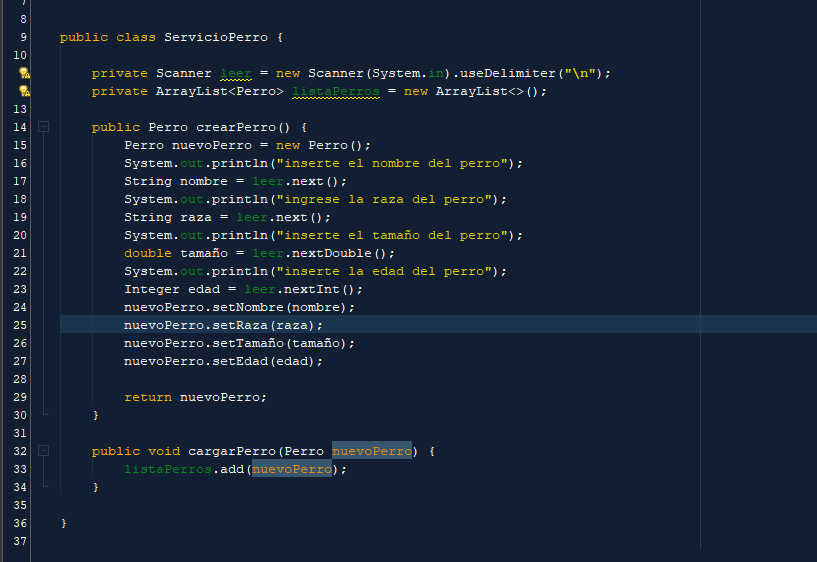 7
8
9 public class ServicioPerro {
10
private Scanner leer = new Scanner(System.in).useDelimiter("\n");
private ArrayList<Perro> listaPerros = new ArrayList<>();
13
14 public Perro crearPerro() {
15 Perro nuevoPerro = new Perro();
16 System.out.println("inserte el nombre del perro");
17 String nombre = leer.next();
18 System.out.println("ingrese la raza del perro");
19 String raza = leer.next();
20 System.out.println("inserte el tamaño del perro");
21 double tamaño = leer.nextDouble();
22 System.out.println("inserte la edad del perro");
23 Integer edad = leer.nextInt();
24 nuevoPerro.setNombre(nombre);
25 nuevoPerro.setRaza(raza);
26 nuevoPerro.setTamaño(tamaño);
27 nuevoPerro.setEdad(edad);
28
29 return nuevoPerro;
30 }
31
32 public void cargarPerro(Perro nuevoPerro) {
33 listaPerros.add(nuevoPerro);
34 }
35
36 }
37